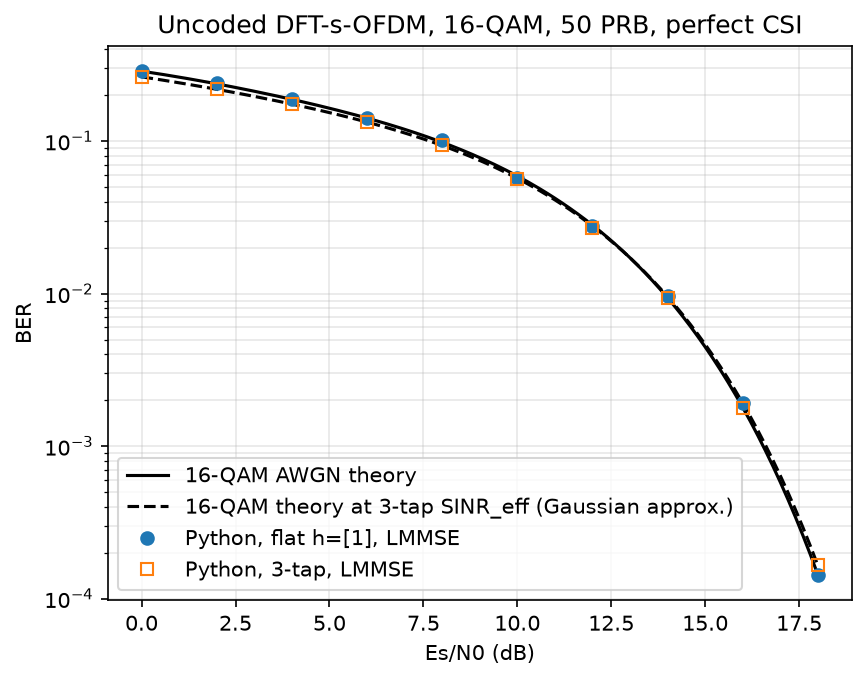 Uncoded DFT-s-OFDM, 16-QAM, 50 PRB, perfect CSI
BER
10⁻¹
10⁻²
10⁻³
10⁻⁴
16-QAM AWGN theory
16-QAM theory at 3-tap SINR_eff (Gaussian approx.)
Python, flat h=[1], LMMSE
Python, 3-tap, LMMSE
0.0 2.5 5.0 7.5 10.0 12.5 15.0 17.5
Es/N0 (dB)